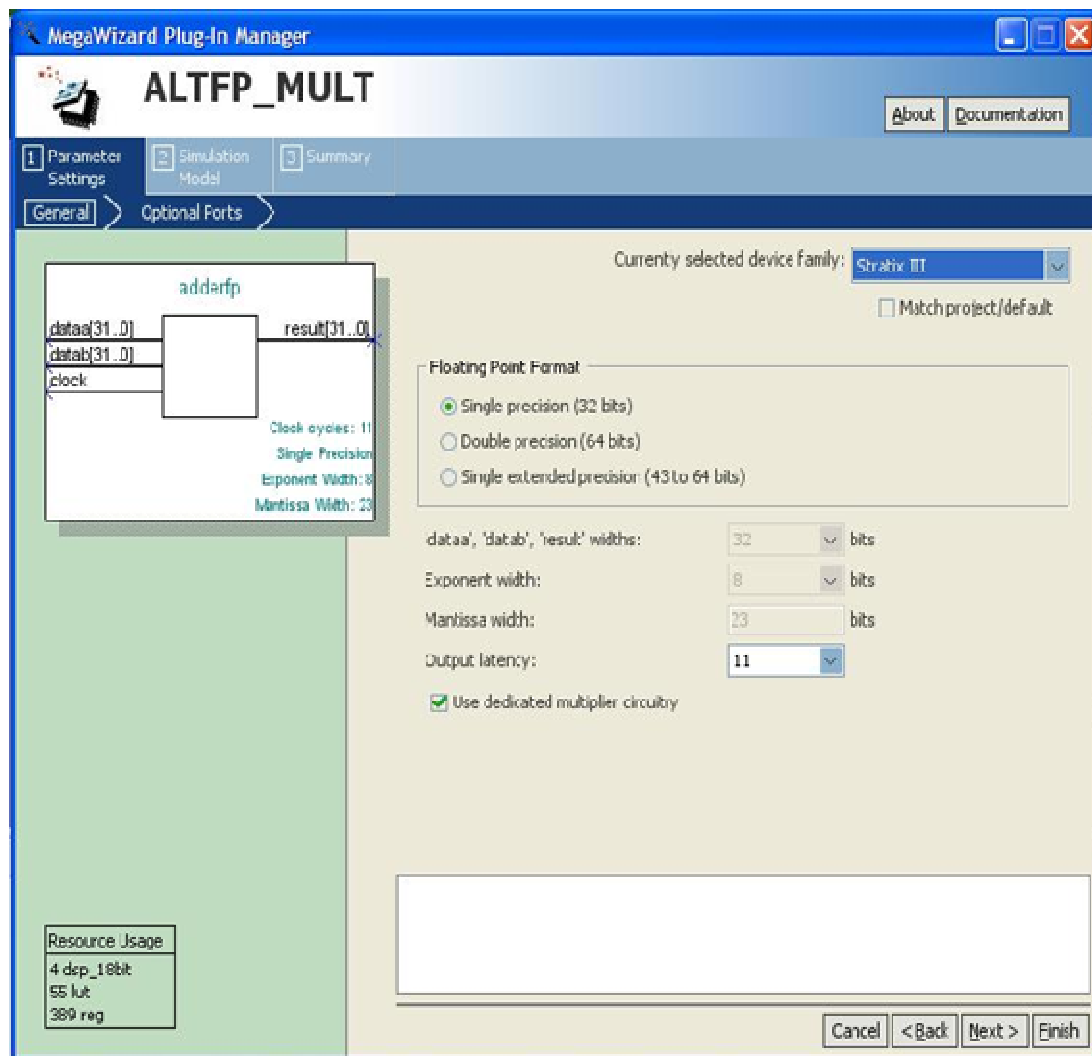 MegaWizard Plug-In Manager
ALTFP_MULT
About
Documentation
1 Parameter Settings
2 Simulation Model
3 Summary
General
Optional Ports
Currently selected device family:
Stratix III
Match project/default
adderfp
dataa[31..0]
datab[31..0]
clock
result[31..0]
Clock cycles: 11
Single Precision
Exponent Width: 8
Mantissa Width: 23
Floating Point Format
Single precision (32 bits)
Double precision (64 bits)
Single extended precision (43 to 64 bits)
'dataa', 'datab', 'result' widths:
32
bits
Exponent width:
8
bits
Mantissa width:
23
bits
Output latency:
11
Use dedicated multiplier circuitry
Resource Usage
4 dsp_18bit
55 lut
389 reg
Cancel
< Back
Next >
Finish